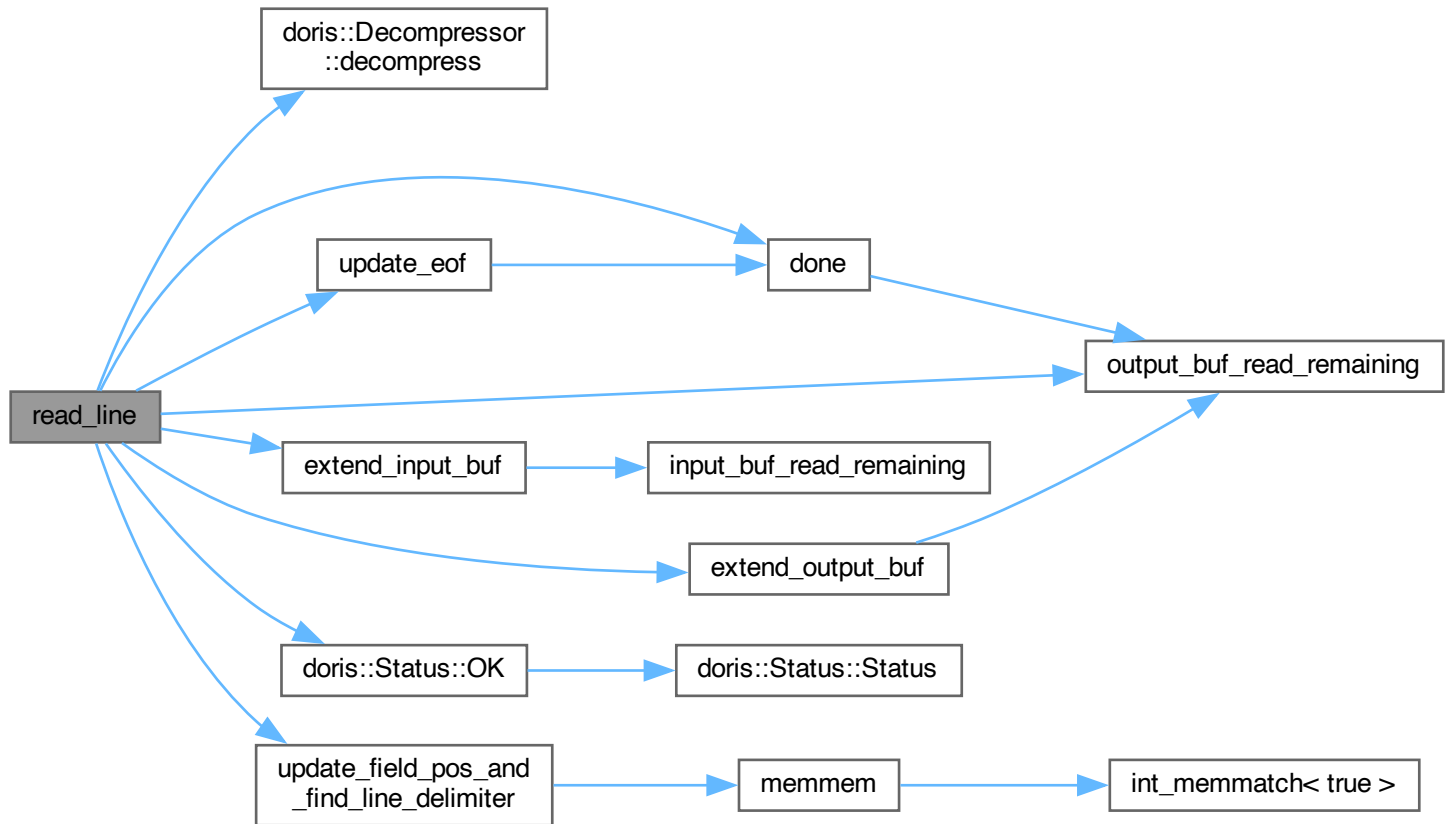 doris::Decompressor
::decompress
update_eof
done
output_buf_read_remaining
read_line
extend_input_buf
input_buf_read_remaining
extend_output_buf
doris::Status::OK
doris::Status::Status
update_field_pos_and
_find_line_delimiter
memmem
int_memmatch< true >